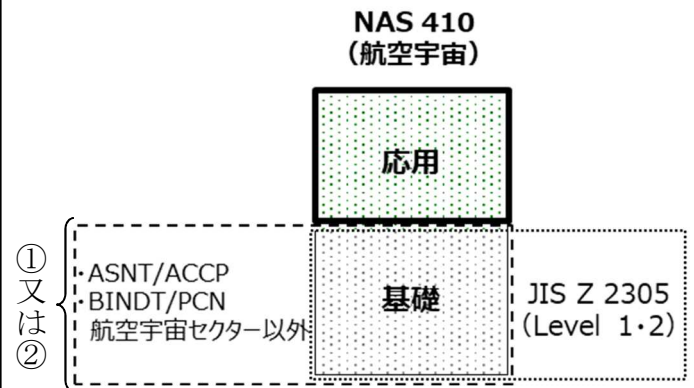 NAS 410
（航空宇宙）
応用
①又は②
・ASNT/ACCP
・BINDT/PCN
航空宇宙セクター以外
基礎
JIS Z 2305
（Level 1・2）